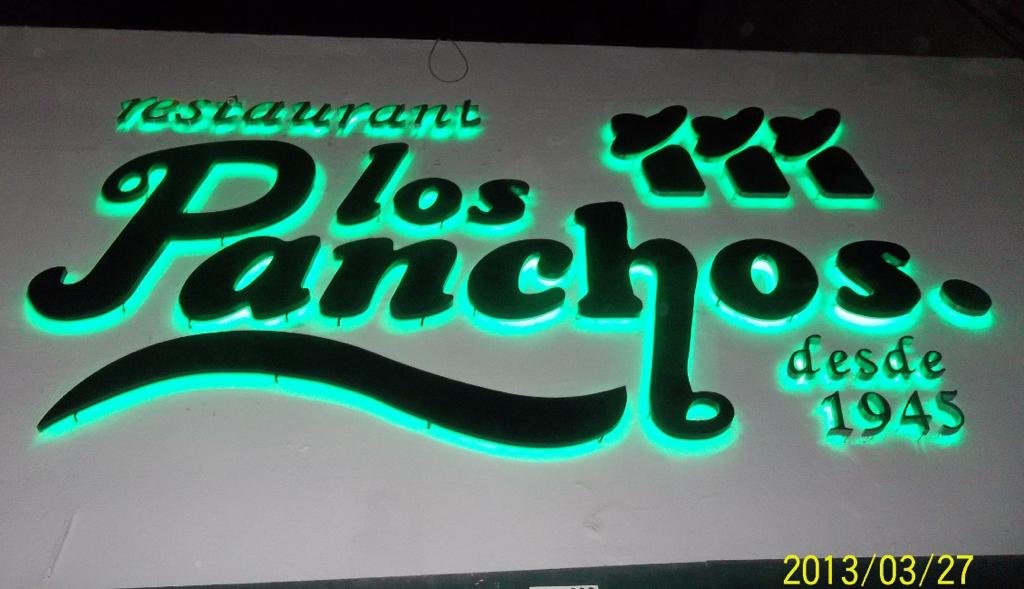 restaurant
los
Panchos.
desde
1945
2013/03/27